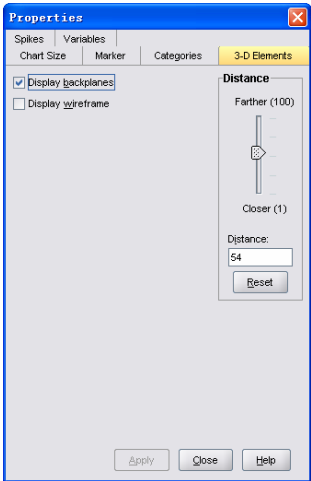 Properties
Spikes Variables
Chart Size Marker Categories 3-D Elements
Display backplanes
Display wireframe
Distance
Farther (100)
Closer (1)
Distance:
54
Reset
Apply Close Help